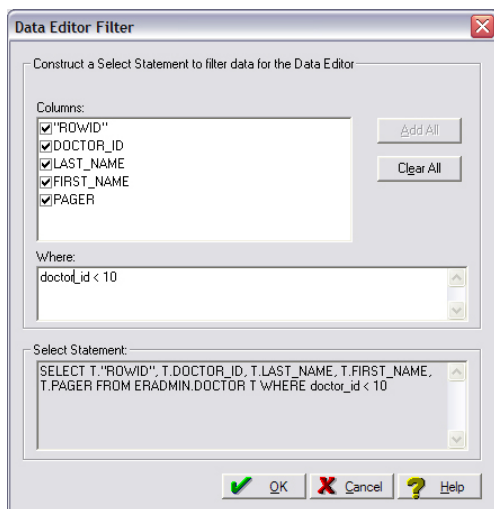 Data Editor Filter
Construct a Select Statement to filter data for the Data Editor
Columns:
"ROWID"
DOCTOR_ID
LAST_NAME
FIRST_NAME
PAGER
Add All
Clear All
Where:
doctor_id < 10
Select Statement:
SELECT T."ROWID", T.DOCTOR_ID, T.LAST_NAME, T.FIRST_NAME,
T.PAGER FROM ERADMIN.DOCTOR T WHERE doctor_id < 10
OK Cancel Help